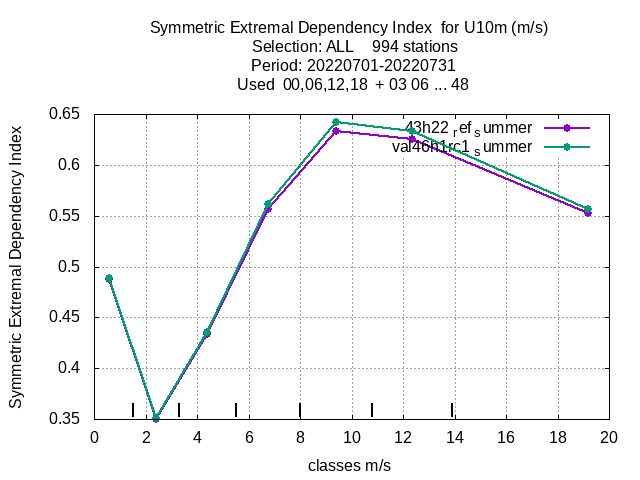 Symmetric Extremal Dependency Index for U10m (m/s)
Selection: ALL 994 stations
Period: 20220701-20220731
Used 00,06,12,18 + 03 06 ... 48
Symmetric Extremal Dependency Index
0.65
0.6
0.55
0.5
0.45
0.4
0.35
43h22 ref summer
val46h1rc1 summer
0 2 4 6 8 10 12 14 16 18 20
classes m/s